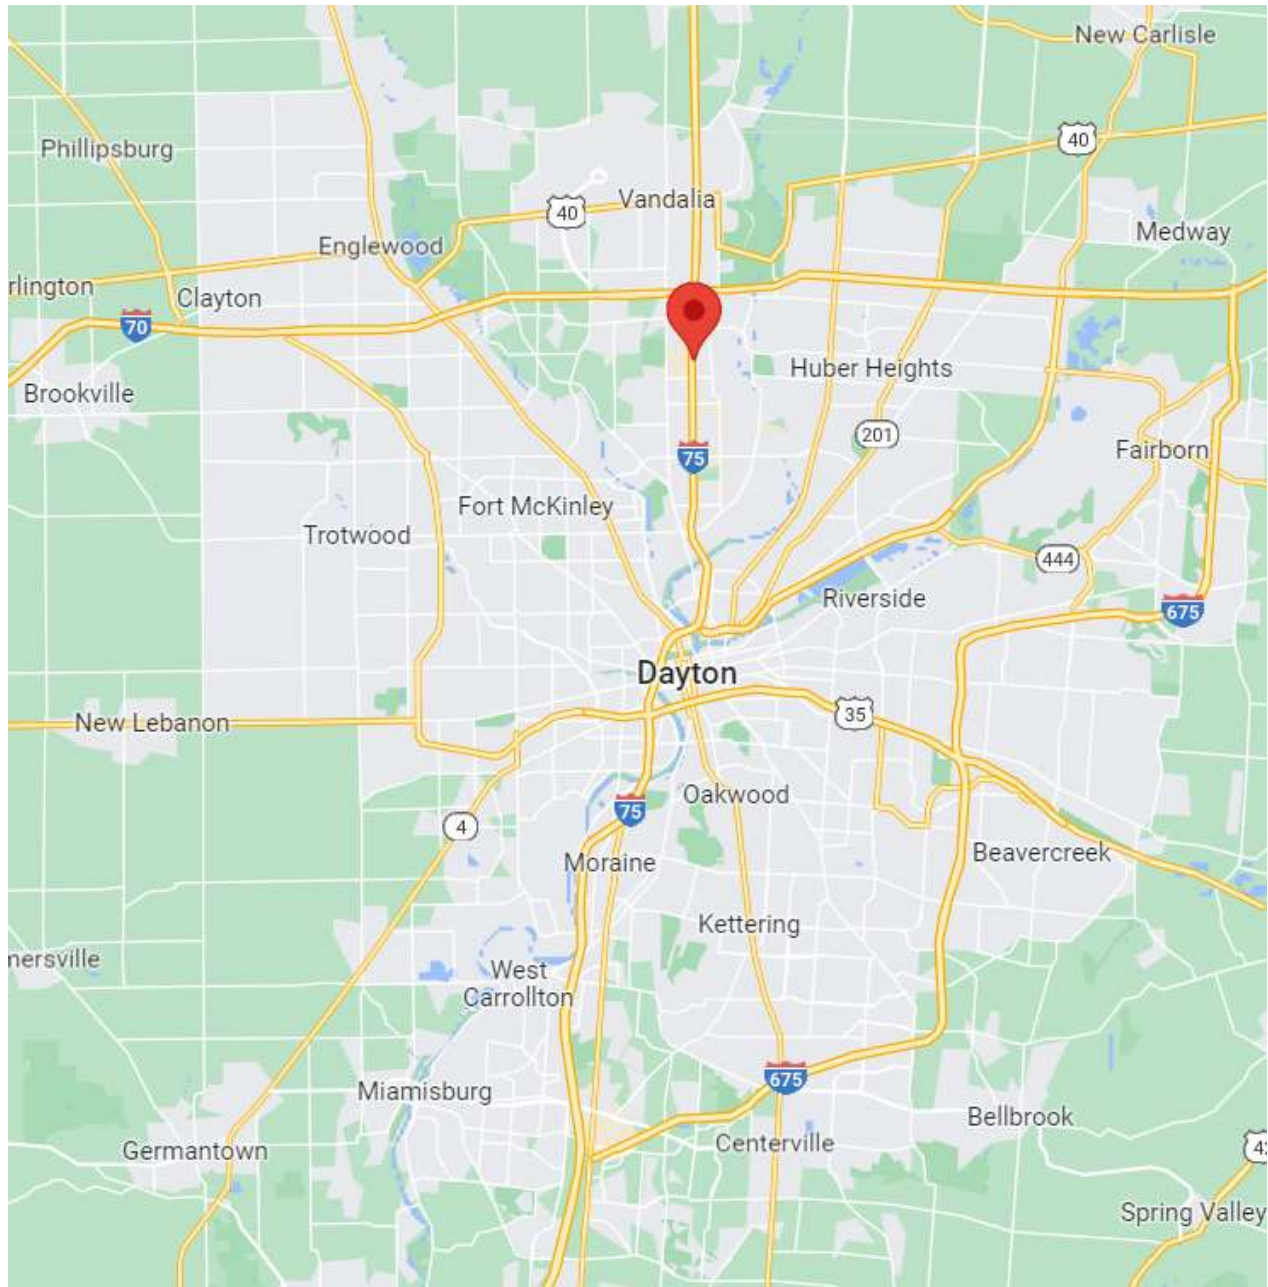 New Carlisle
40
Phillipsburg
Vandalia
40
Medway
Englewood
rlington
Clayton
70
Huber Heights
Brookville
201
Fairborn
75
Fort McKinley
Trotwood
444
Riverside
675
Dayton
35
New Lebanon
Oakwood
75
4
Beavercreek
Moraine
Kettering
mersville
West
Carrollton
675
Miamisburg
Bellbrook
Centerville
Germantown
42
Spring Valley